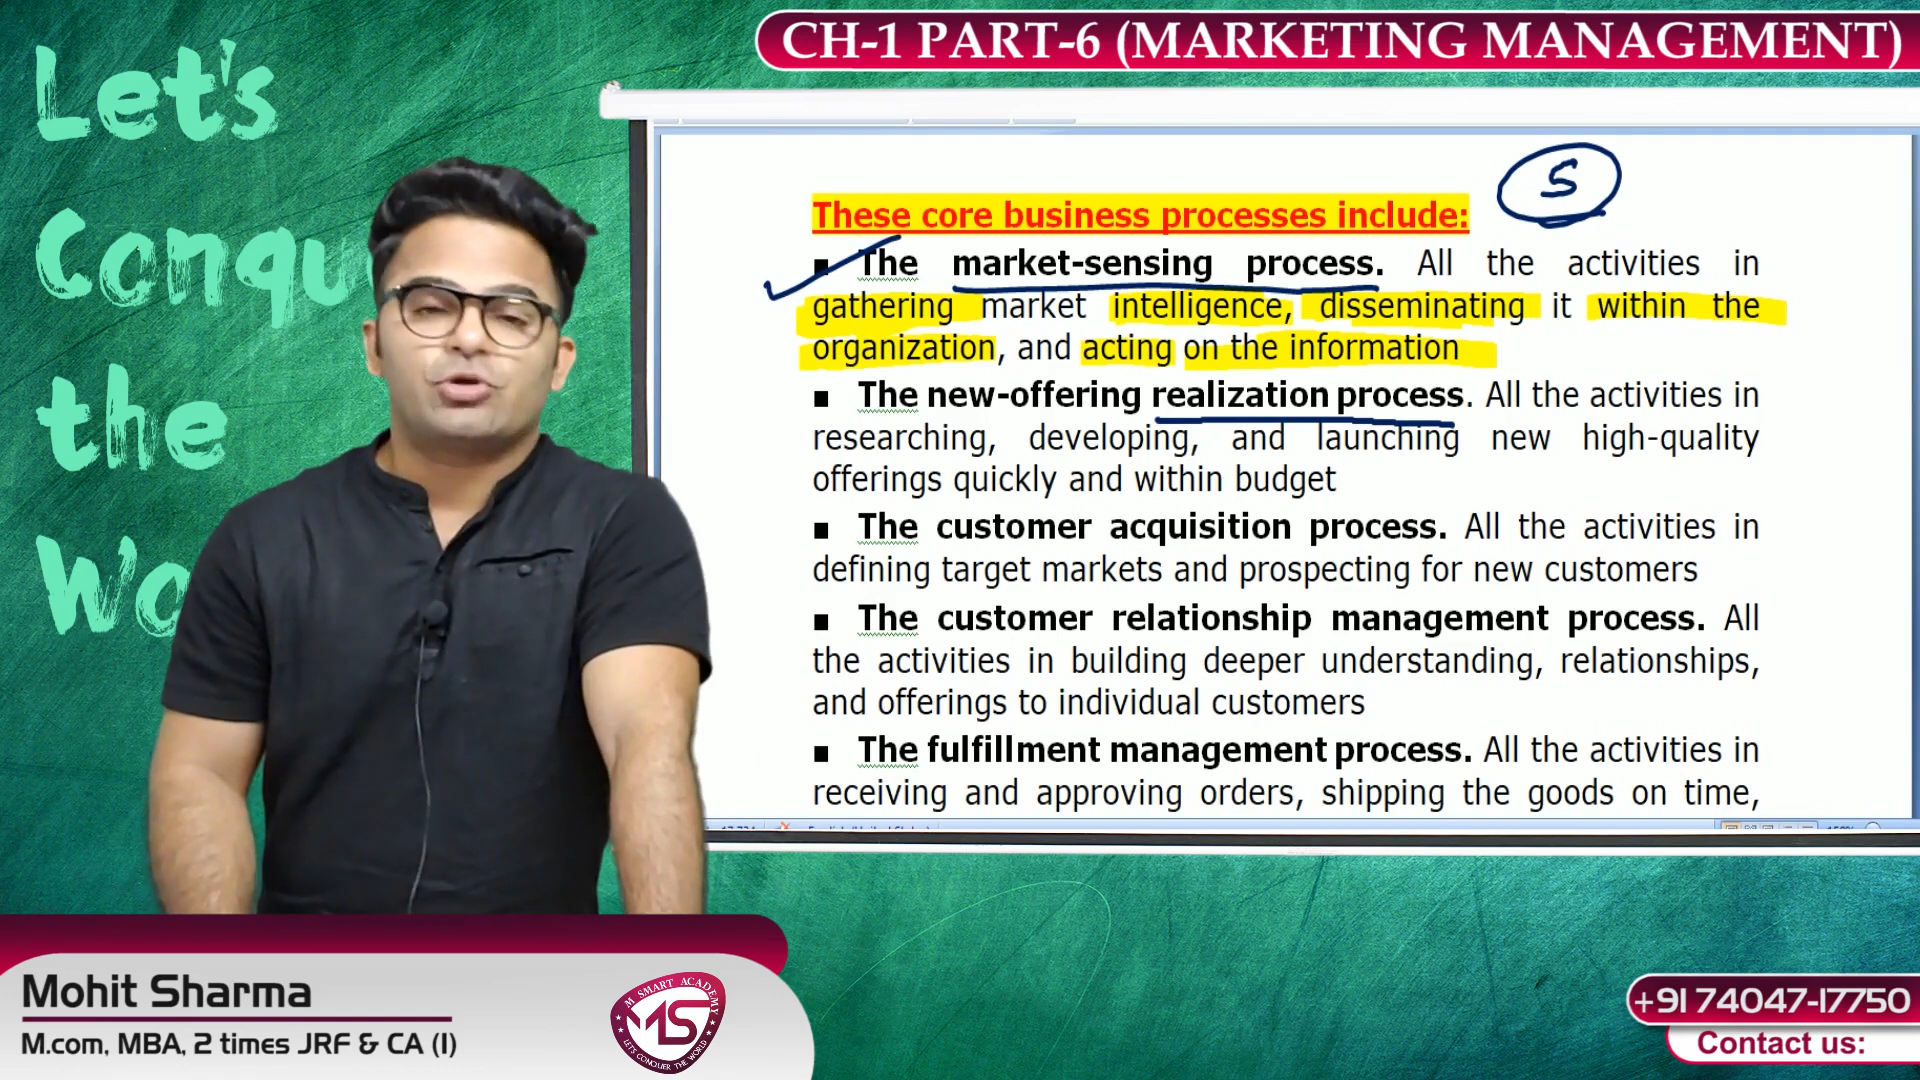 Let's
Conqu
the
Wo
CH-1 PART-6 (MARKETING MANAGEMENT)
5
These core business processes include:
▪ The market-sensing process. All the activities in
gathering market intelligence, disseminating it within the
organization, and acting on the information
▪ The new-offering realization process. All the activities in
researching, developing, and launching new high-quality
offerings quickly and within budget
▪ The customer acquisition process. All the activities in
defining target markets and prospecting for new customers
▪ The customer relationship management process. All
the activities in building deeper understanding, relationships,
and offerings to individual customers
▪ The fulfillment management process. All the activities in
receiving and approving orders, shipping the goods on time,
Mohit Sharma
M.com, MBA, 2 times JRF & CA (I)
M SMART ACADEMY
MS
LETS CONQUER THE WORLD
+91 74047-17750
Contact us: